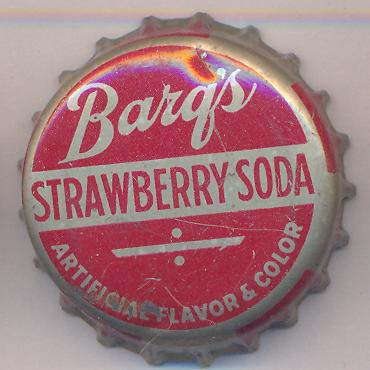 Barq's
STRAWBERRY SODA
ARTIFICIAL FLAVOR & COLOR